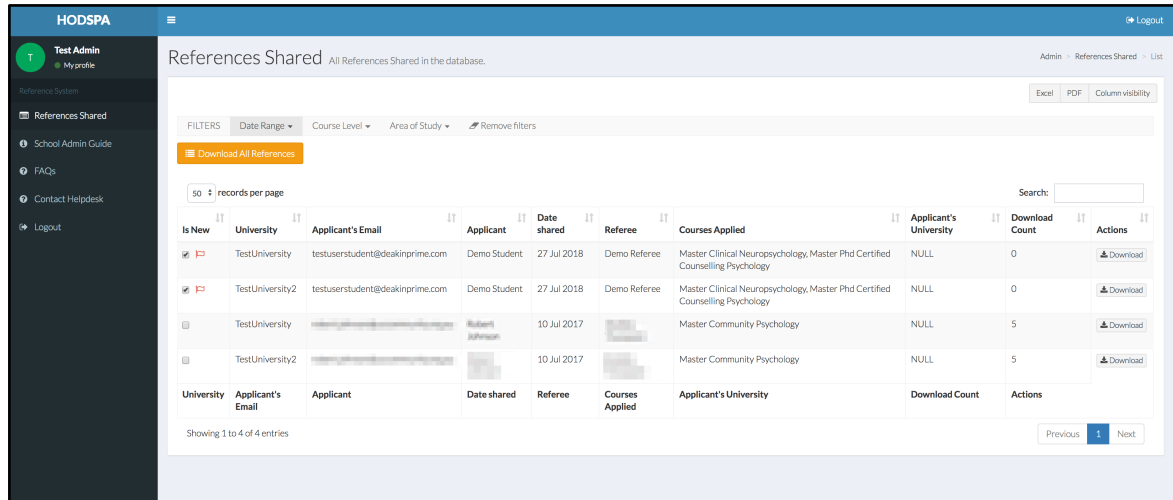 HODSPA
Logout
T
Test Admin
My profile
Reference System
References Shared
School Admin Guide
FAQs
Contact Helpdesk
Logout
References Shared All References Shared in the database.
Admin > References Shared > List
Excel PDF Column visibility
FILTERS Date Range Course Level Area of Study Remove filters
Download All References
50 records per page
Search:
Is New University Applicant's Email Applicant Date shared Referee Courses Applied Applicant's University Download Count Actions
TestUniversity testuserstudent@deakinprime.com Demo Student 27 Jul 2018 Demo Referee Master Clinical Neuropsychology, Master Phd Certified Counselling Psychology NULL 0 Download
TestUniversity2 testuserstudent@deakinprime.com Demo Student 27 Jul 2018 Demo Referee Master Clinical Neuropsychology, Master Phd Certified Counselling Psychology NULL 0 Download
TestUniversity 10 Jul 2017 Master Community Psychology NULL 5 Download
TestUniversity2 10 Jul 2017 Master Community Psychology NULL 5 Download
University Applicant's Email Applicant Date shared Referee Courses Applied Applicant's University Download Count Actions
Showing 1 to 4 of 4 entries
Previous 1 Next